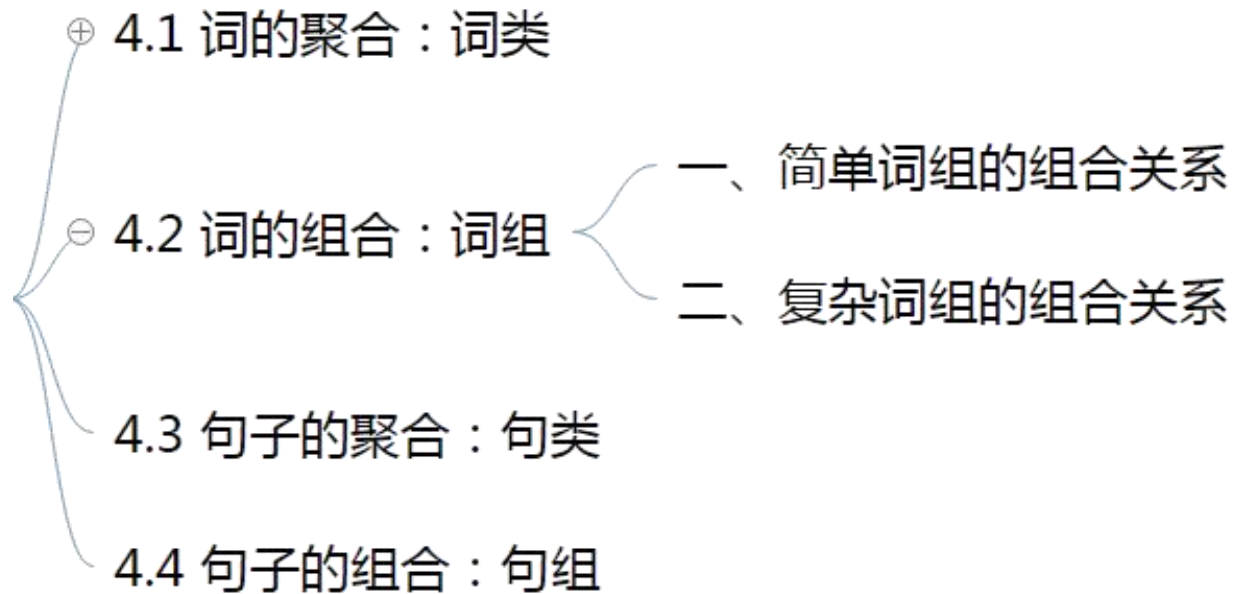 4.1 词的聚合：词类
4.2 词的组合：词组
一、简单词组的组合关系
二、复杂词组的组合关系
4.3 句子的聚合：句类
4.4 句子的组合：句组